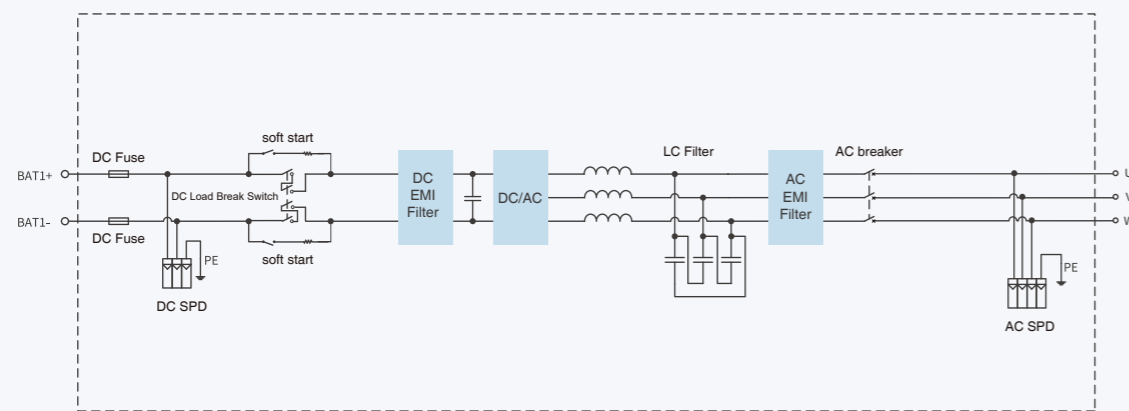 soft start
LC Filter
AC breaker
DC Fuse
BAT1+
DC Load Break Switch
DC
EMI
Filter
DC/AC
AC
EMI
Filter
U
V
BAT1-
W
DC Fuse
soft start
PE
DC SPD
PE
AC SPD